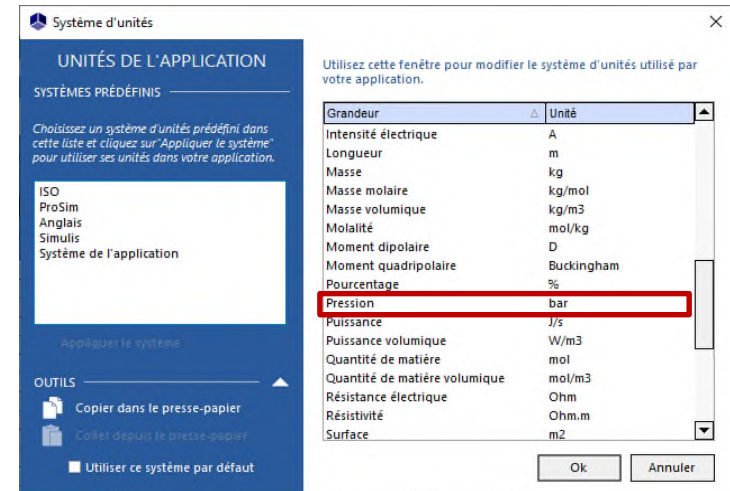 Système d'unités
UNITÉS DE L'APPLICATION
SYSTÈMES PRÉDÉFINIS
Choisissez un système d'unités prédéfini dans
cette liste et cliquez sur "Appliquer le système"
pour utiliser ses unités dans votre application.
ISO
ProSim
Anglais
Simulis
Système de l'application
Appliquer le système
OUTILS
Copier dans le presse-papier
Coller depuis le presse-papier
Utiliser ce système par défaut
Utilisez cette fenêtre pour modifier le système d'unités utilisé par
votre application.
Grandeur Unité
Intensité électrique A
Longueur m
Masse kg
Masse molaire kg/mol
Masse volumique kg/m3
Molalité mol/kg
Moment dipolaire D
Moment quadripolaire Buckingham
Pourcentage %
Pression bar
Puissance J/s
Puissance volumique W/m3
Quantité de matière mol
Quantité de matière volumique mol/m3
Résistance électrique Ohm
Résistivité Ohm.m
Surface m2
Ok Annuler